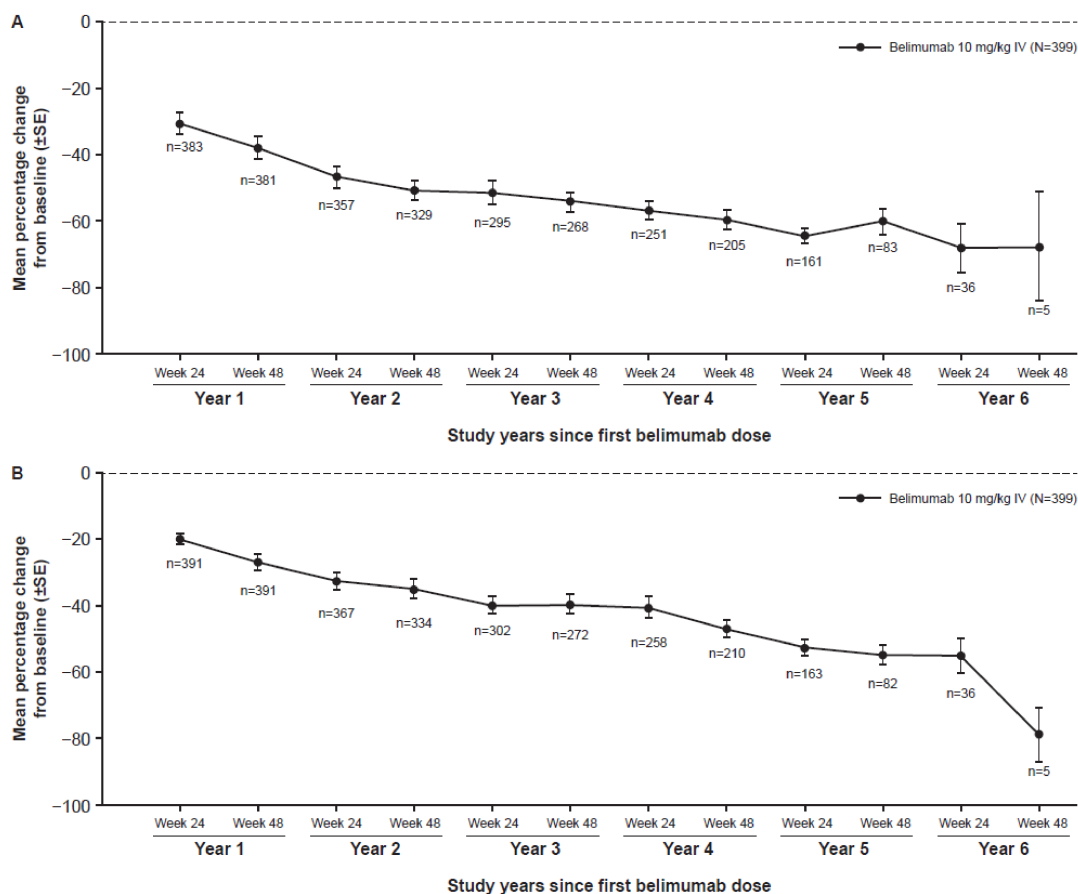 A
0
Belimumab 10 mg/kg IV (N=399)
−20
−40
−60
−80
−100
Mean percentage change
from baseline (±SE)
n=383
n=381
n=357
n=329
n=295
n=268
n=251
n=205
n=161
n=83
n=36
n=5
Week 24 Week 48 Week 24 Week 48 Week 24 Week 48 Week 24 Week 48 Week 24 Week 48 Week 24 Week 48
Year 1 Year 2 Year 3 Year 4 Year 5 Year 6
Study years since first belimumab dose
B
0
Belimumab 10 mg/kg IV (N=399)
−20
−40
−60
−80
−100
Mean percentage change
from baseline (±SE)
n=391
n=391
n=367
n=334
n=302
n=272
n=258
n=210
n=163
n=82
n=36
n=5
Week 24 Week 48 Week 24 Week 48 Week 24 Week 48 Week 24 Week 48 Week 24 Week 48 Week 24 Week 48
Year 1 Year 2 Year 3 Year 4 Year 5 Year 6
Study years since first belimumab dose